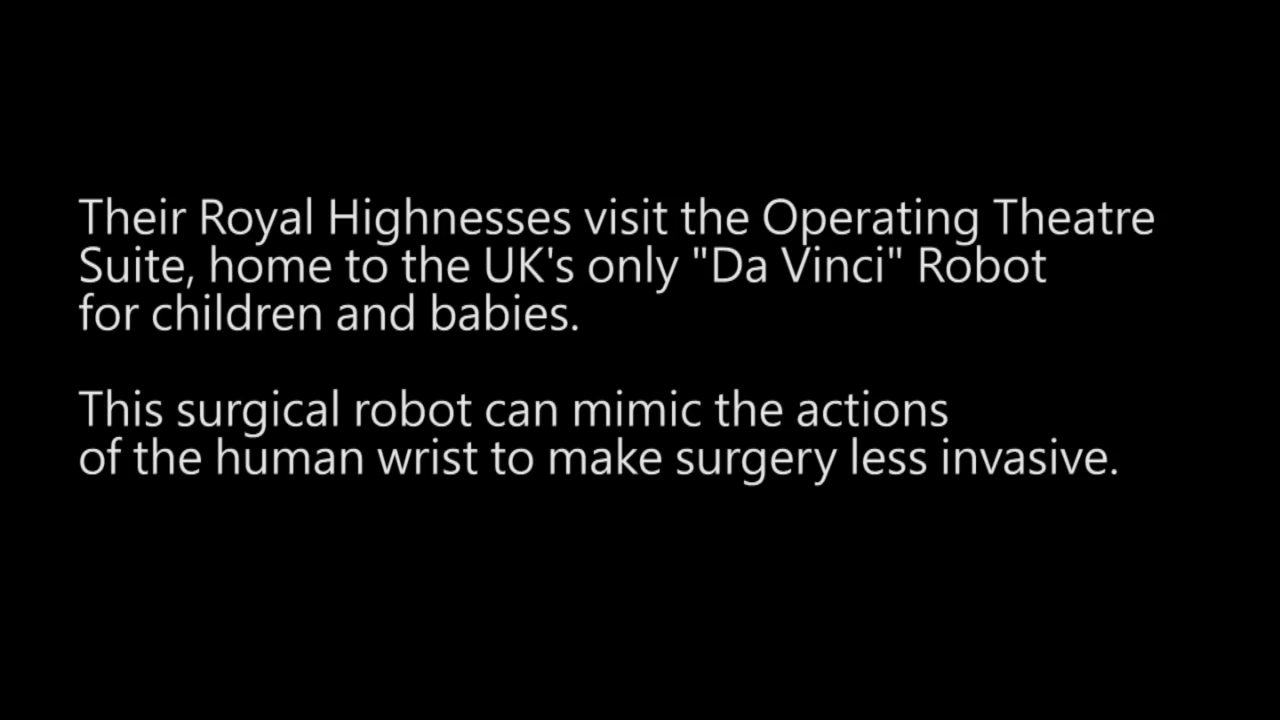 Their Royal Highnesses visit the Operating Theatre
Suite, home to the UK's only "Da Vinci" Robot
for children and babies.
This surgical robot can mimic the actions
of the human wrist to make surgery less invasive.